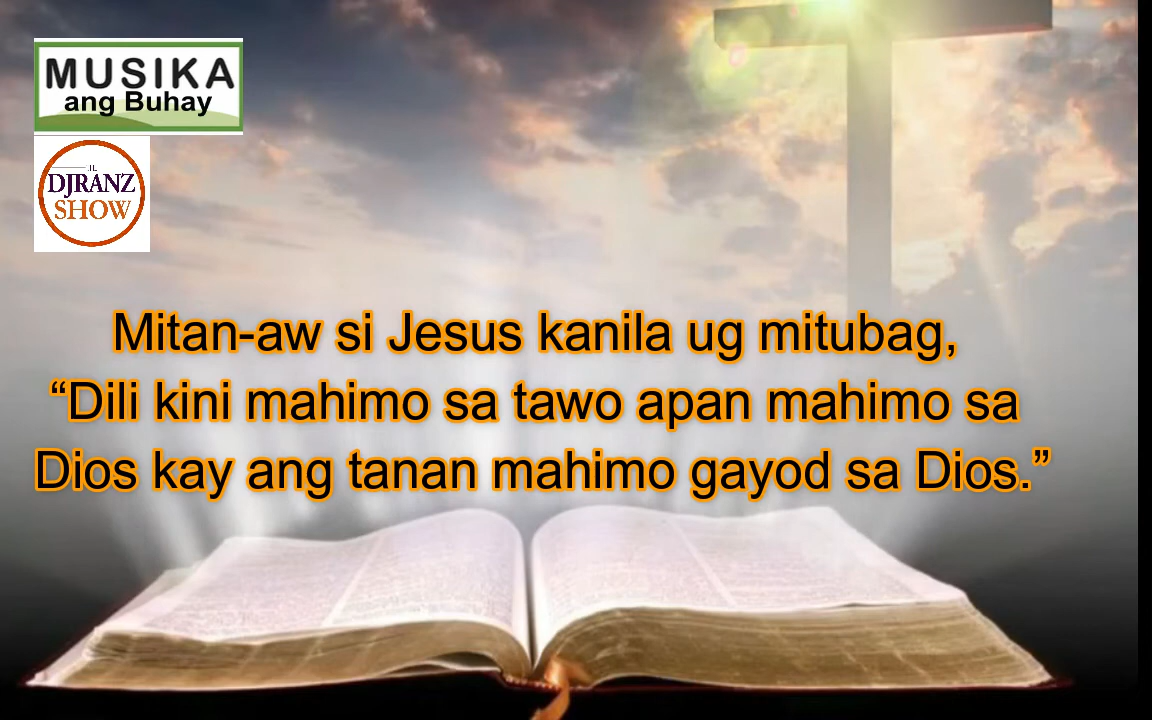 MUSIKA
ang Buhay
JL
DJRANZ
SHOW
Mitan-aw si Jesus kanila ug mitubag,
“Dili kini mahimo sa tawo apan mahimo sa
Dios kay ang tanan mahimo gayod sa Dios.”